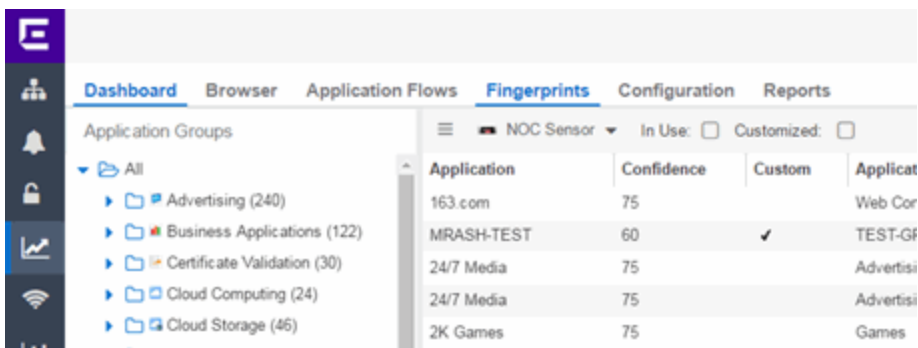 Dashboard Browser Application Flows Fingerprints Configuration Reports
Application Groups
All
Advertising (240)
Business Applications (122)
Certificate Validation (30)
Cloud Computing (24)
Cloud Storage (46)
NOC Sensor In Use: Customized:
Application Confidence Custom Applicat
163.com 75 Web Cor
MRASH-TEST 60 ✔ TEST-GR
24/7 Media 75 Advertisi
24/7 Media 75 Advertisi
2K Games 75 Games